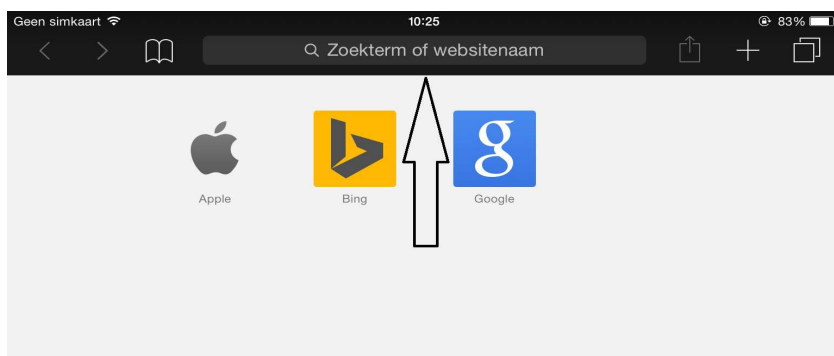 Geen simkaart 10:25 83%
Zoekterm of websitenaam
g
Apple Bing Google